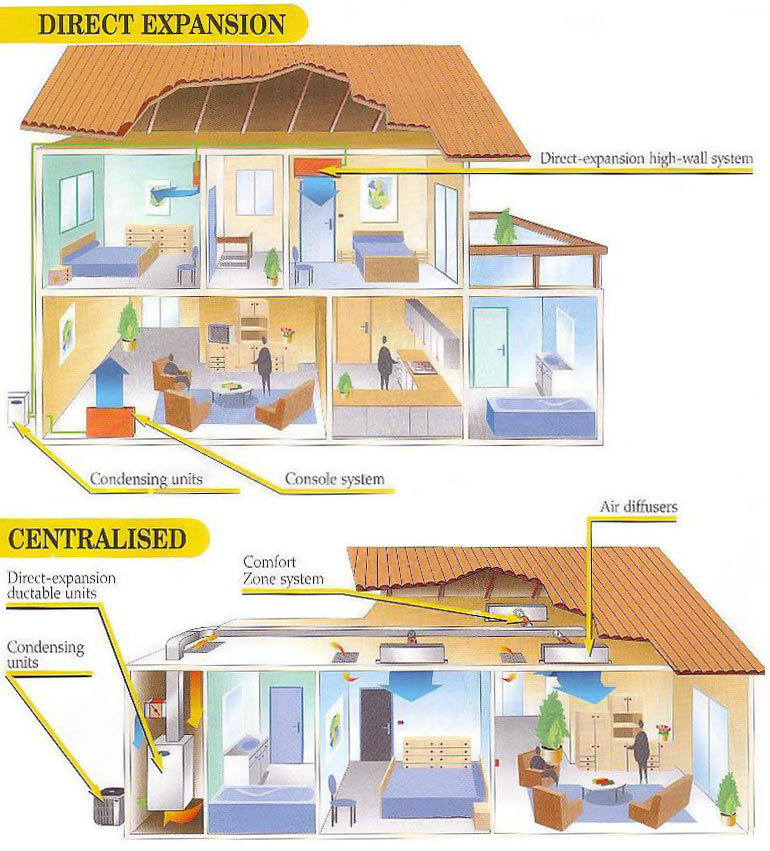 DIRECT EXPANSION
Direct-expansion high-wall system
Condensing units
Console system
Air diffusers
CENTRALISED
Comfort
Zone system
Direct-expansion
ductable units
Condensing
units